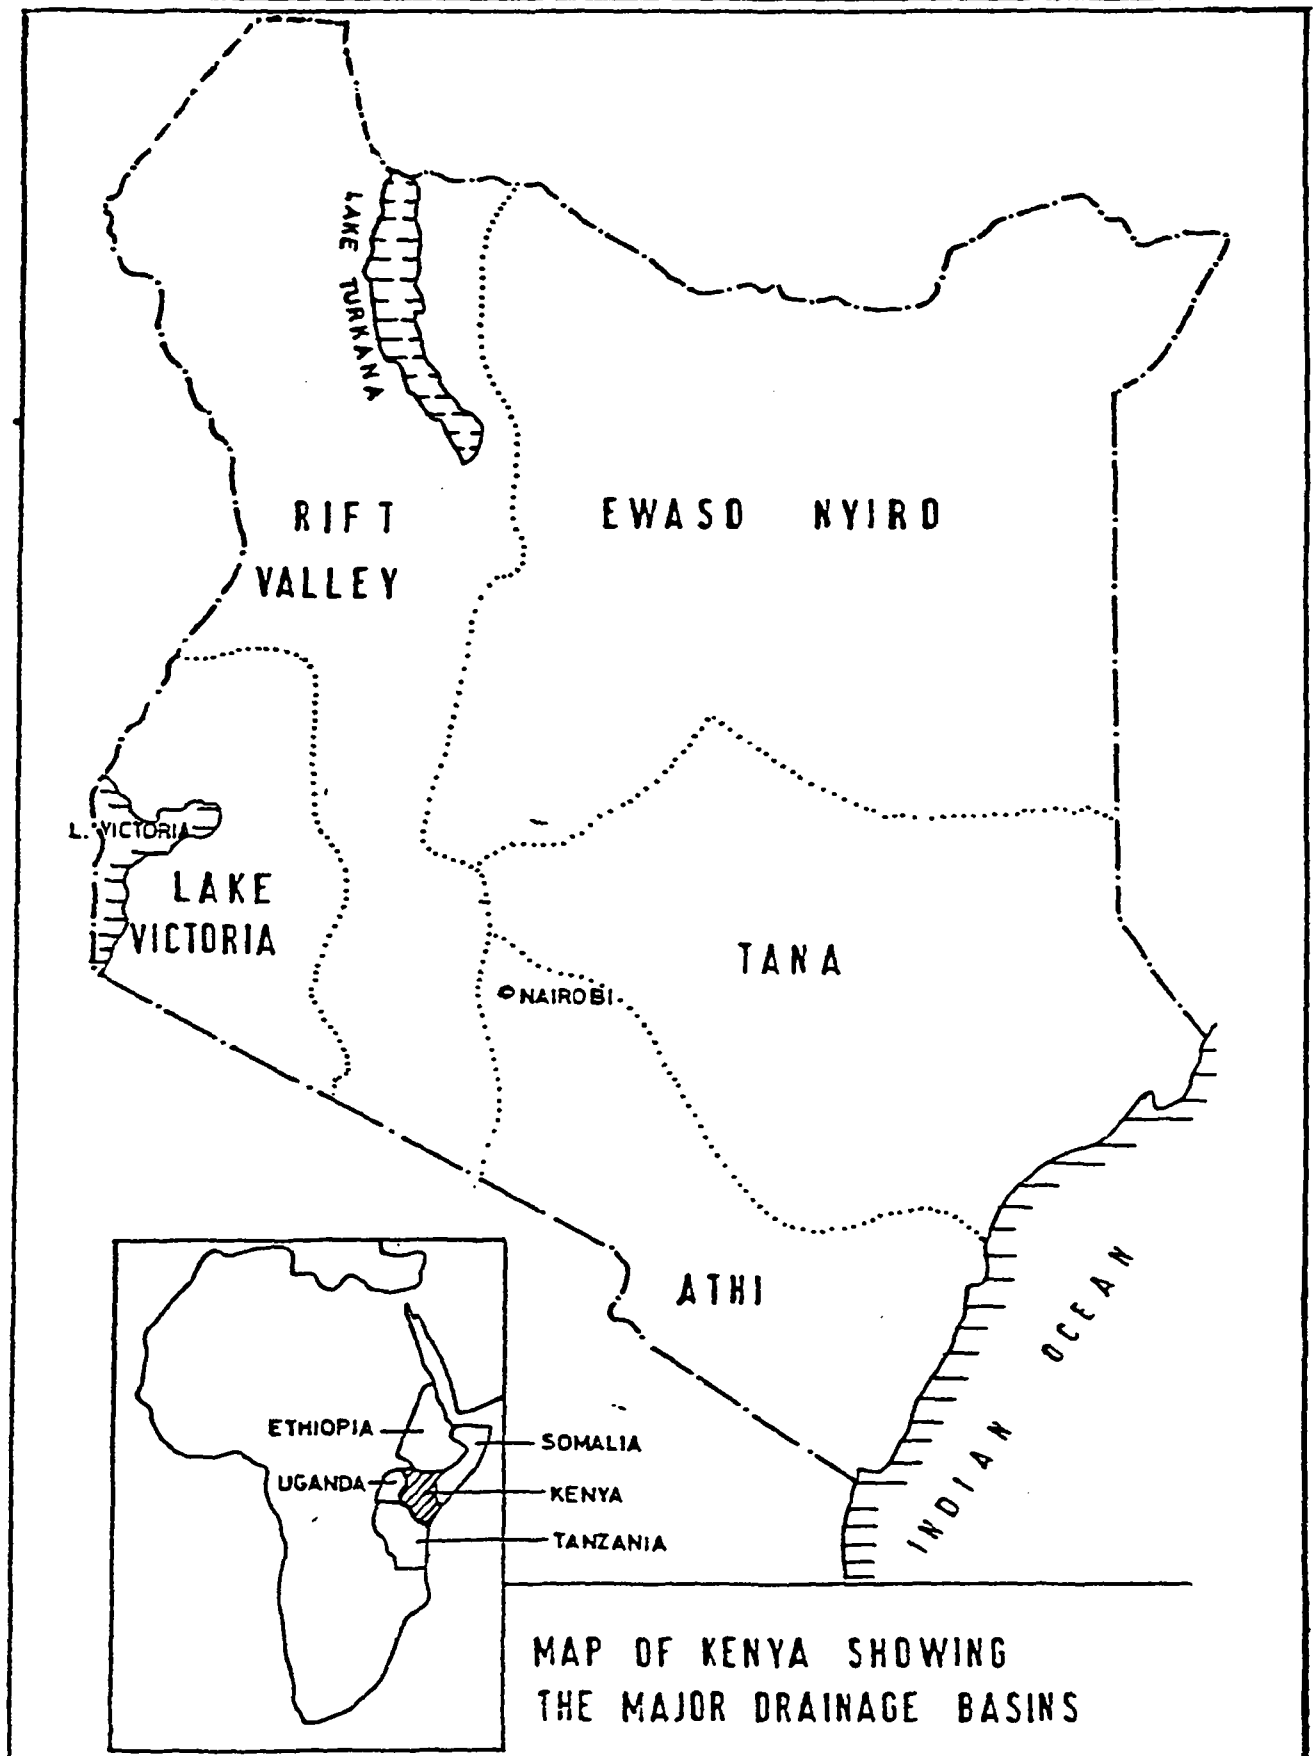 LAKE TURKANA
RIFT
VALLEY
EWASO NYIRO
L. VICTORIA
LAKE
VICTORIA
TANA
NAIROBI
ATHI
INDIAN OCEAN
ETHIOPIA
SOMALIA
UGANDA
KENYA
TANZANIA
MAP OF KENYA SHOWING
THE MAJOR DRAINAGE BASINS